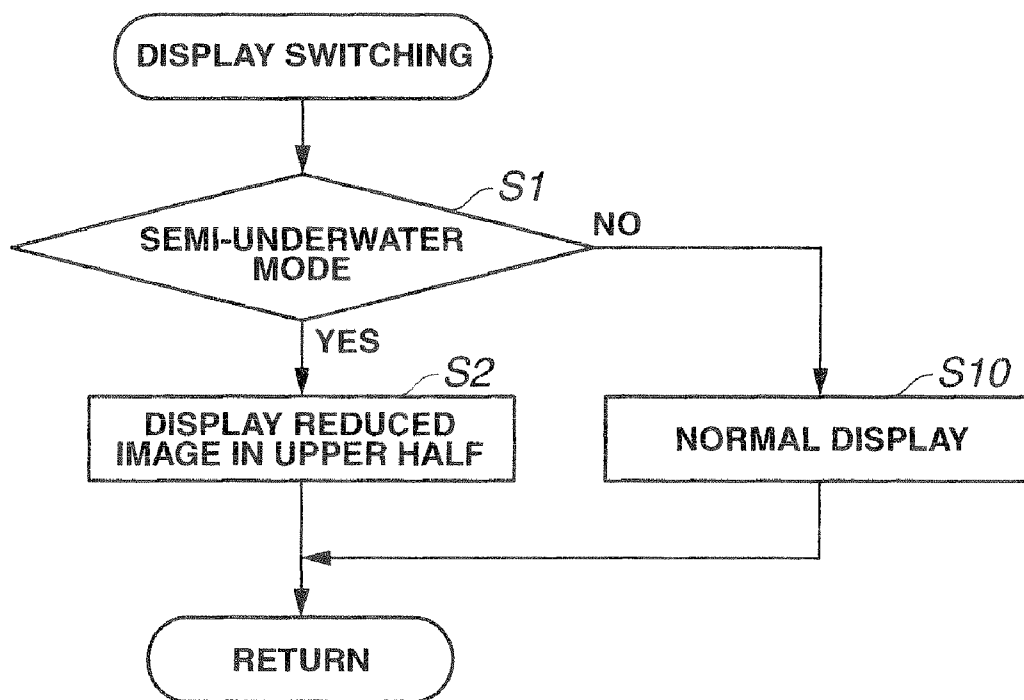 DISPLAY SWITCHING
S1
SEMI-UNDERWATER
MODE
NO
YES
S2
DISPLAY REDUCED
IMAGE IN UPPER HALF
S10
NORMAL DISPLAY
RETURN